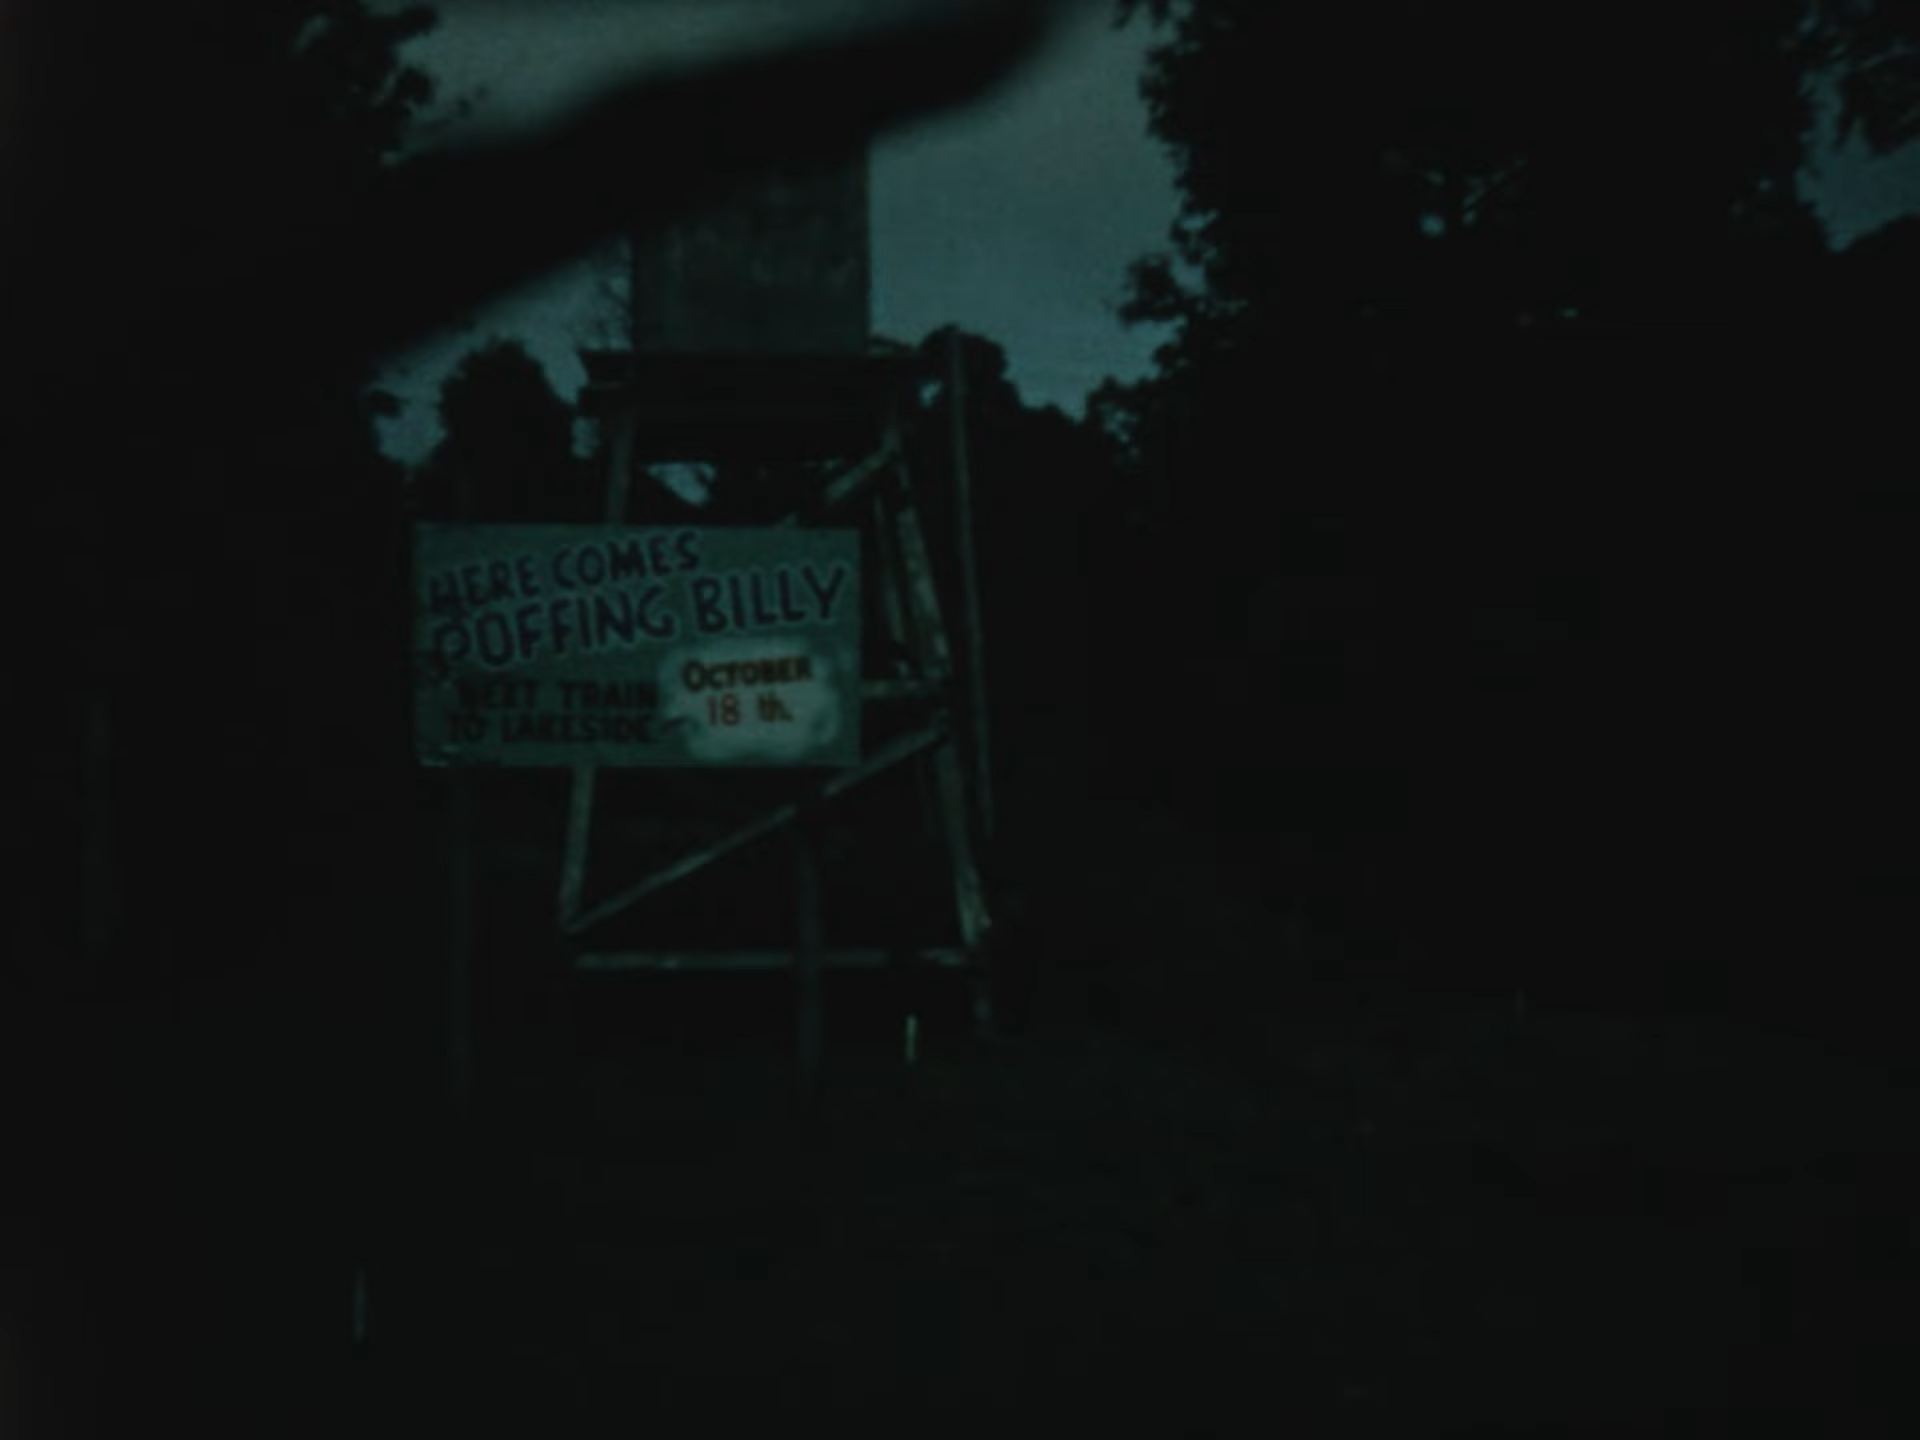 HERE COMES
PUFFING BILLY
NEXT TRAIN
TO LAKESIDE
OCTOBER
18 th.